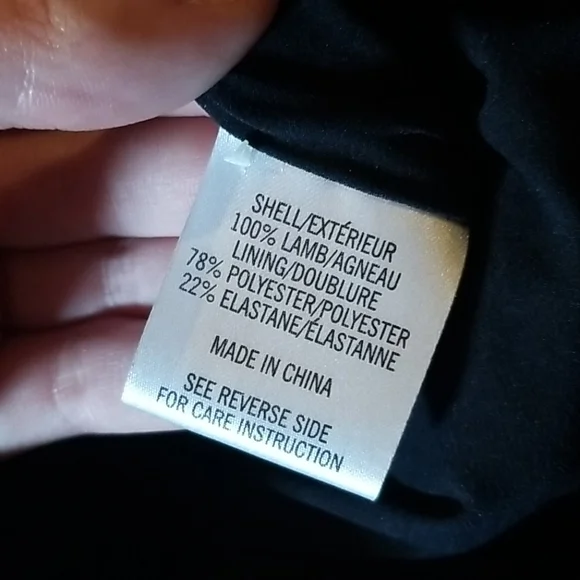 SHELL/EXTÉRIEUR
100% LAMB/AGNEAU
LINING/DOUBLURE
78% POLYESTER/POLYESTER
22% ELASTANE/ÉLASTANNE
MADE IN CHINA
SEE REVERSE SIDE
FOR CARE INSTRUCTION